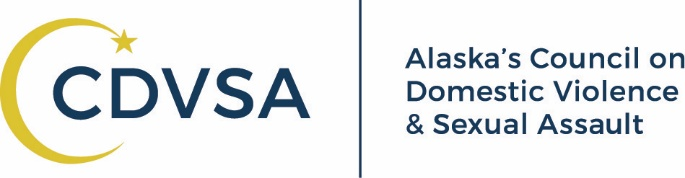 CDVSA
Alaska's Council on
Domestic Violence
& Sexual Assault